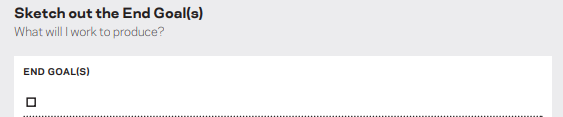 Sketch out the End Goal(s)
What will I work to produce?
END GOAL(S)